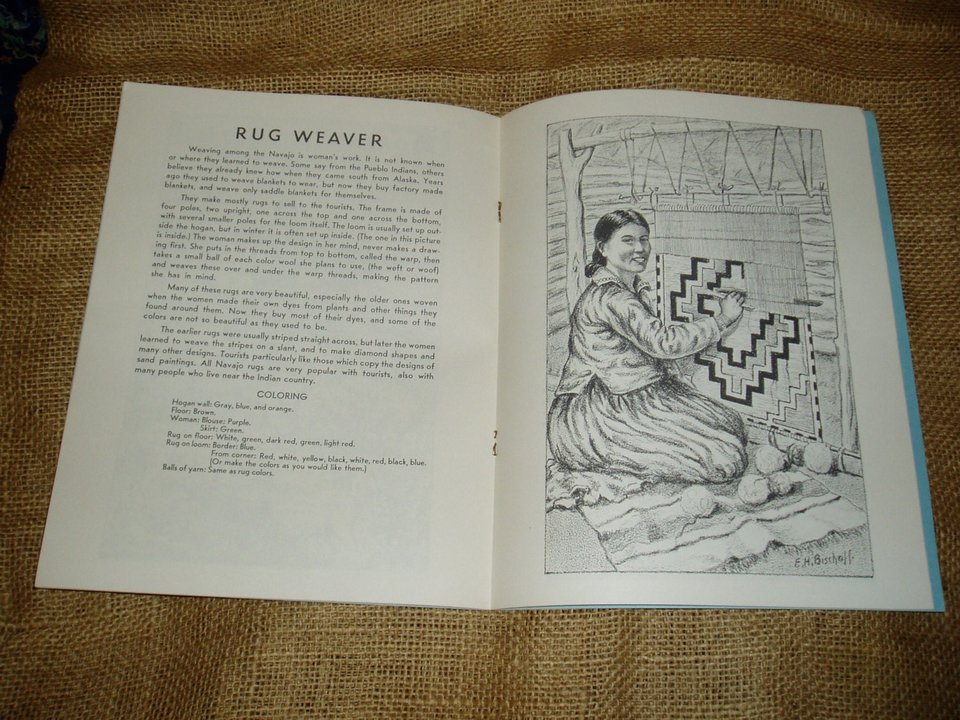 RUG WEAVER
Weaving among the Navajo is woman's work. It is not known when
or where they learned to weave. Some say from the Pueblo Indians, others
believe they already knew how when they came south from Alaska. Years
ago they used to weave blankets to wear, but now they buy factory made
blankets, and weave only saddle blankets for themselves.
They make mostly rugs to sell to the tourists. The frame is made of
four poles, two upright, one across the top and one across the bottom,
with several smaller poles for the loom itself. The loom is usually set up out-
side the hogan, but in winter it is often set up inside. (The one in this picture
is inside.) The woman makes up the design in her mind, never makes a draw-
ing first. She puts in the threads from top to bottom, called the warp, then
takes a small ball of each color wool she plans to use, (the weft or woof)
and weaves these over and under the warp threads, making the pattern
she has in mind.
Many of these rugs are very beautiful, especially the older ones woven
when the women made their own dyes from plants and other things they
found around them. Now they buy most of their dyes, and some of the
colors are not so beautiful as they used to be.
The earlier rugs were usually striped straight across, but later the women
learned to weave the stripes on a slant, and to make diamond shapes and
many other designs. Tourists particularly like those which copy the designs of
sand paintings. All Navajo rugs are very popular with tourists, also with
many people who live near the Indian country.
COLORING
Hogan wall: Gray, blue, and orange.
Floor: Brown.
Woman: Blouse: Purple.
Skirt: Green.
Rug on floor: White, green, dark red, green, light red.
Rug on loom: Border: Blue.
From corner: Red, white, yellow, black, white, red, black, blue.
(Or make the colors as you would like them.)
Balls of yarn: Same as rug colors.
E.H. Bischoff